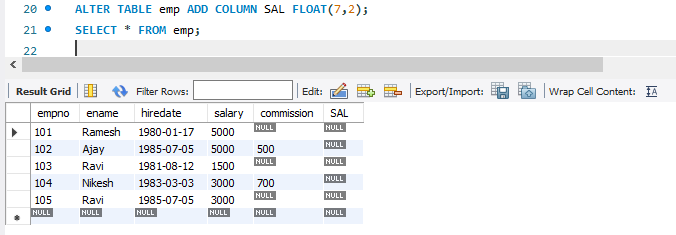 20 ALTER TABLE emp ADD COLUMN SAL FLOAT(7,2);
21 SELECT * FROM emp;
22
Result Grid Filter Rows: Edit: Export/Import: Wrap Cell Content: IA
empno ename hiredate salary commission SAL
101 Ramesh 1980-01-17 5000 NULL NULL
102 Ajay 1985-07-05 5000 500 NULL
103 Ravi 1981-08-12 1500 NULL NULL
104 Nikesh 1983-03-03 3000 700 NULL
105 Ravi 1985-07-05 3000 NULL NULL
NULL NULL NULL NULL NULL NULL